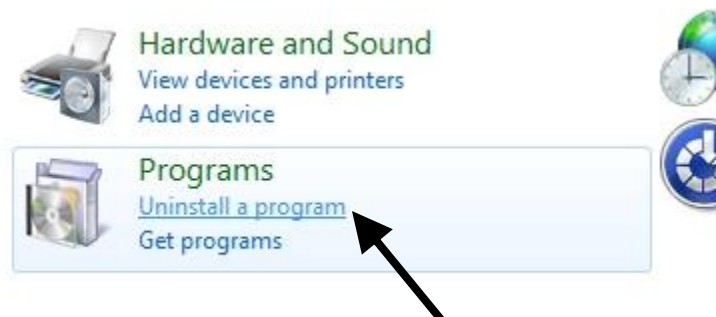 Hardware and Sound
View devices and printers
Add a device
Programs
Uninstall a program
Get programs